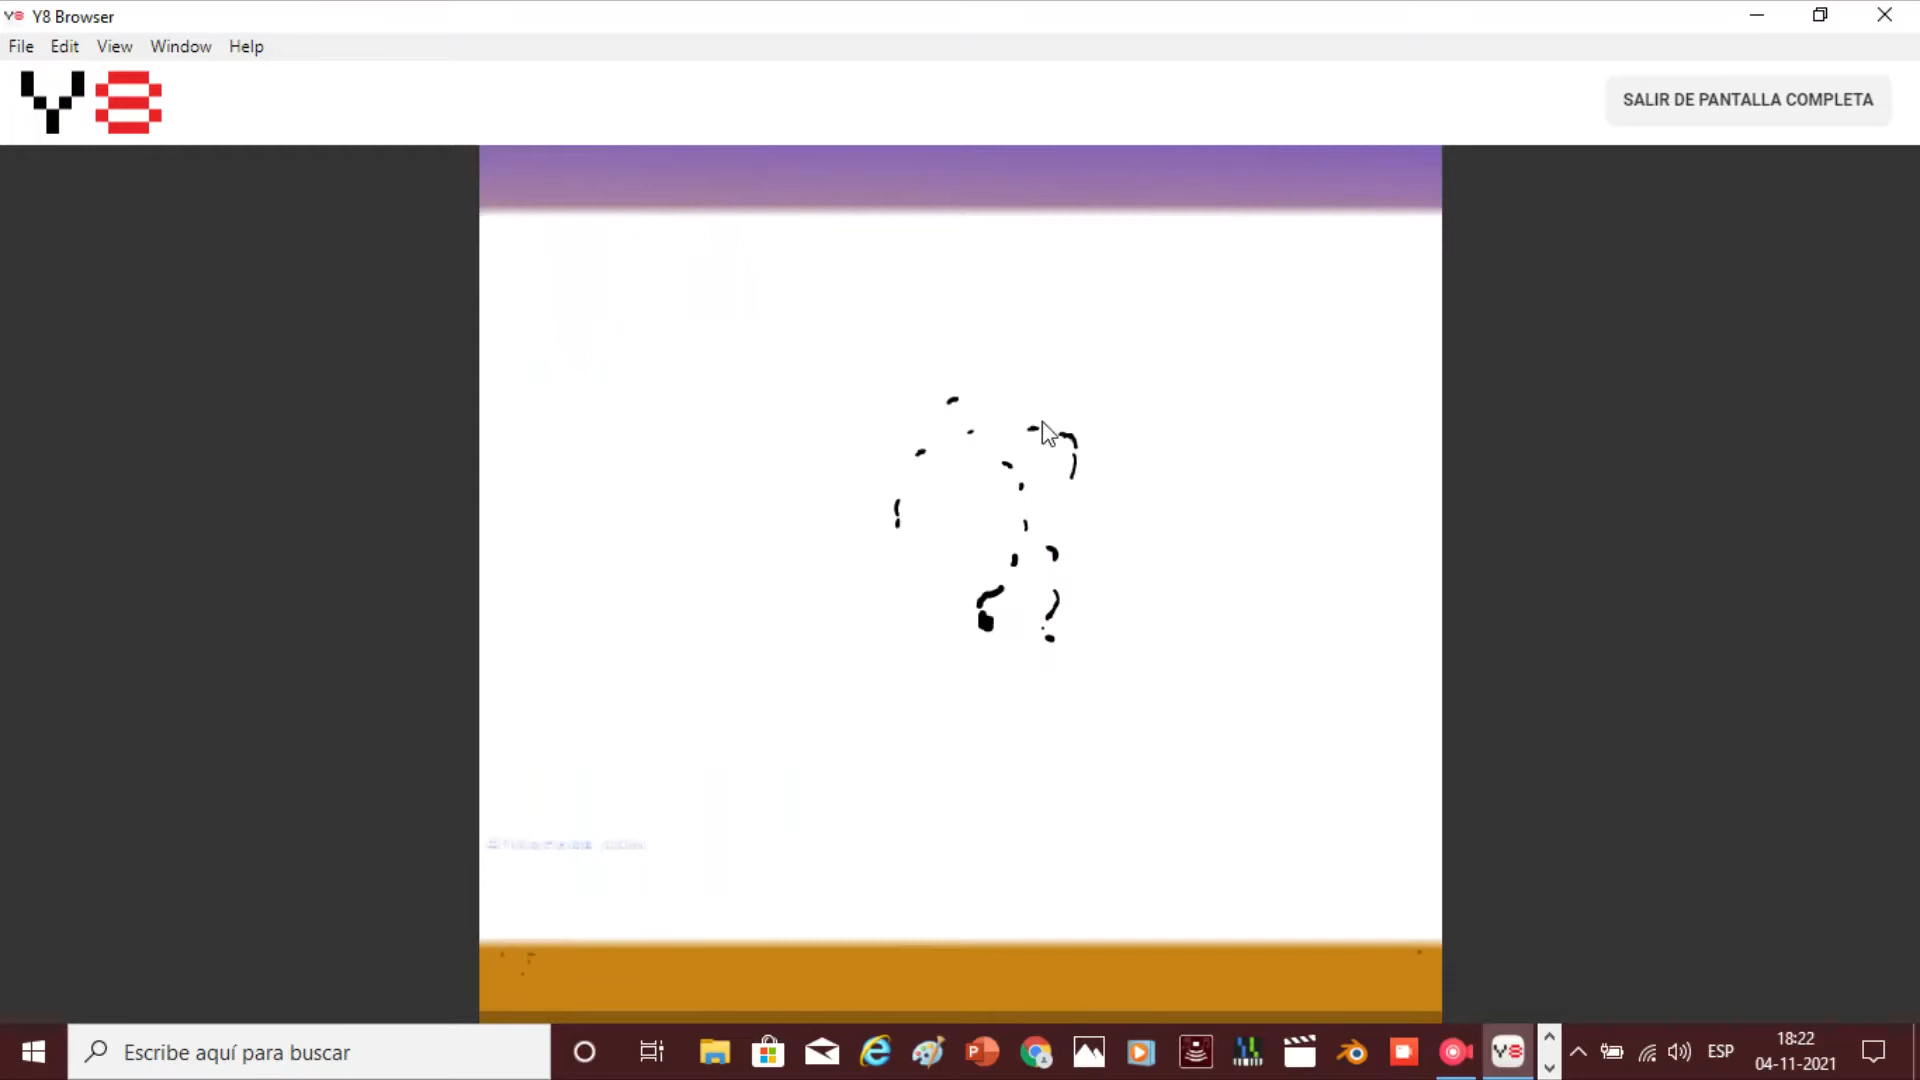 Y8 Browser
File Edit View Window Help
Y8
SALIR DE PANTALLA COMPLETA
Escribe aquí para buscar
ESP
18:22
04-11-2021